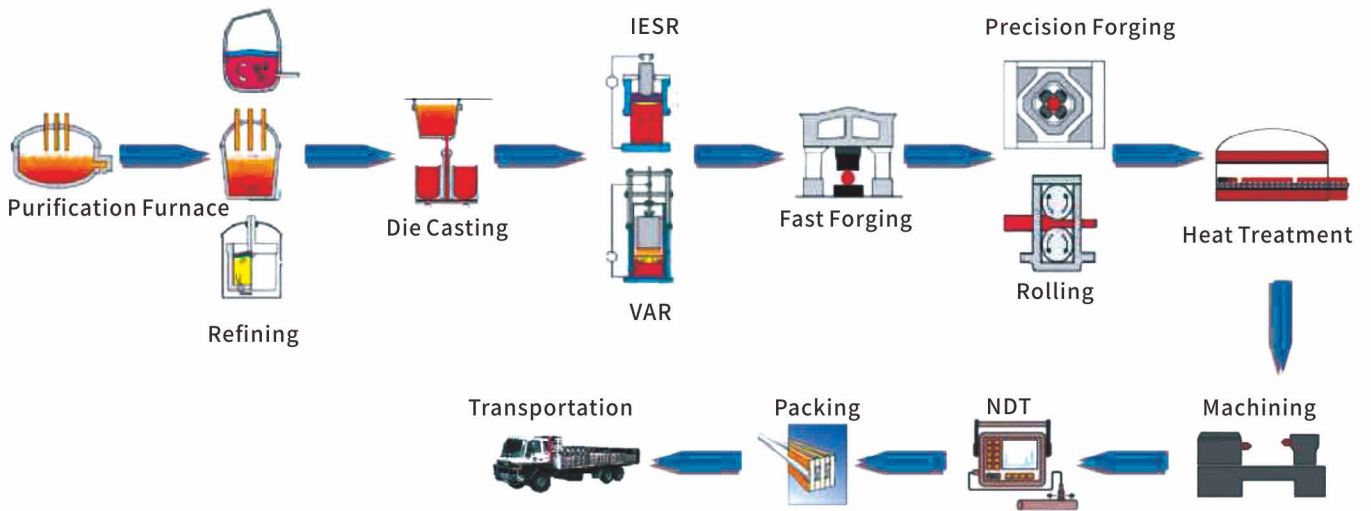 Purification Furnace
Refining
Die Casting
IESR
VAR
Fast Forging
Precision Forging
Rolling
Heat Treatment
Machining
NDT
Packing
Transportation